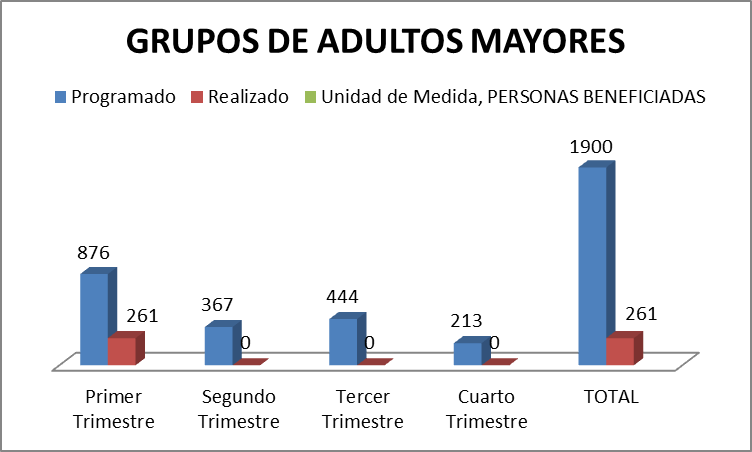 GRUPOS DE ADULTOS MAYORES
Programado Realizado Unidad de Medida, PERSONAS BENEFICIADAS
876
261
367
0
444
0
213
0
1900
261
Primer
Trimestre
Segundo
Trimestre
Tercer
Trimestre
Cuarto
Trimestre
TOTAL